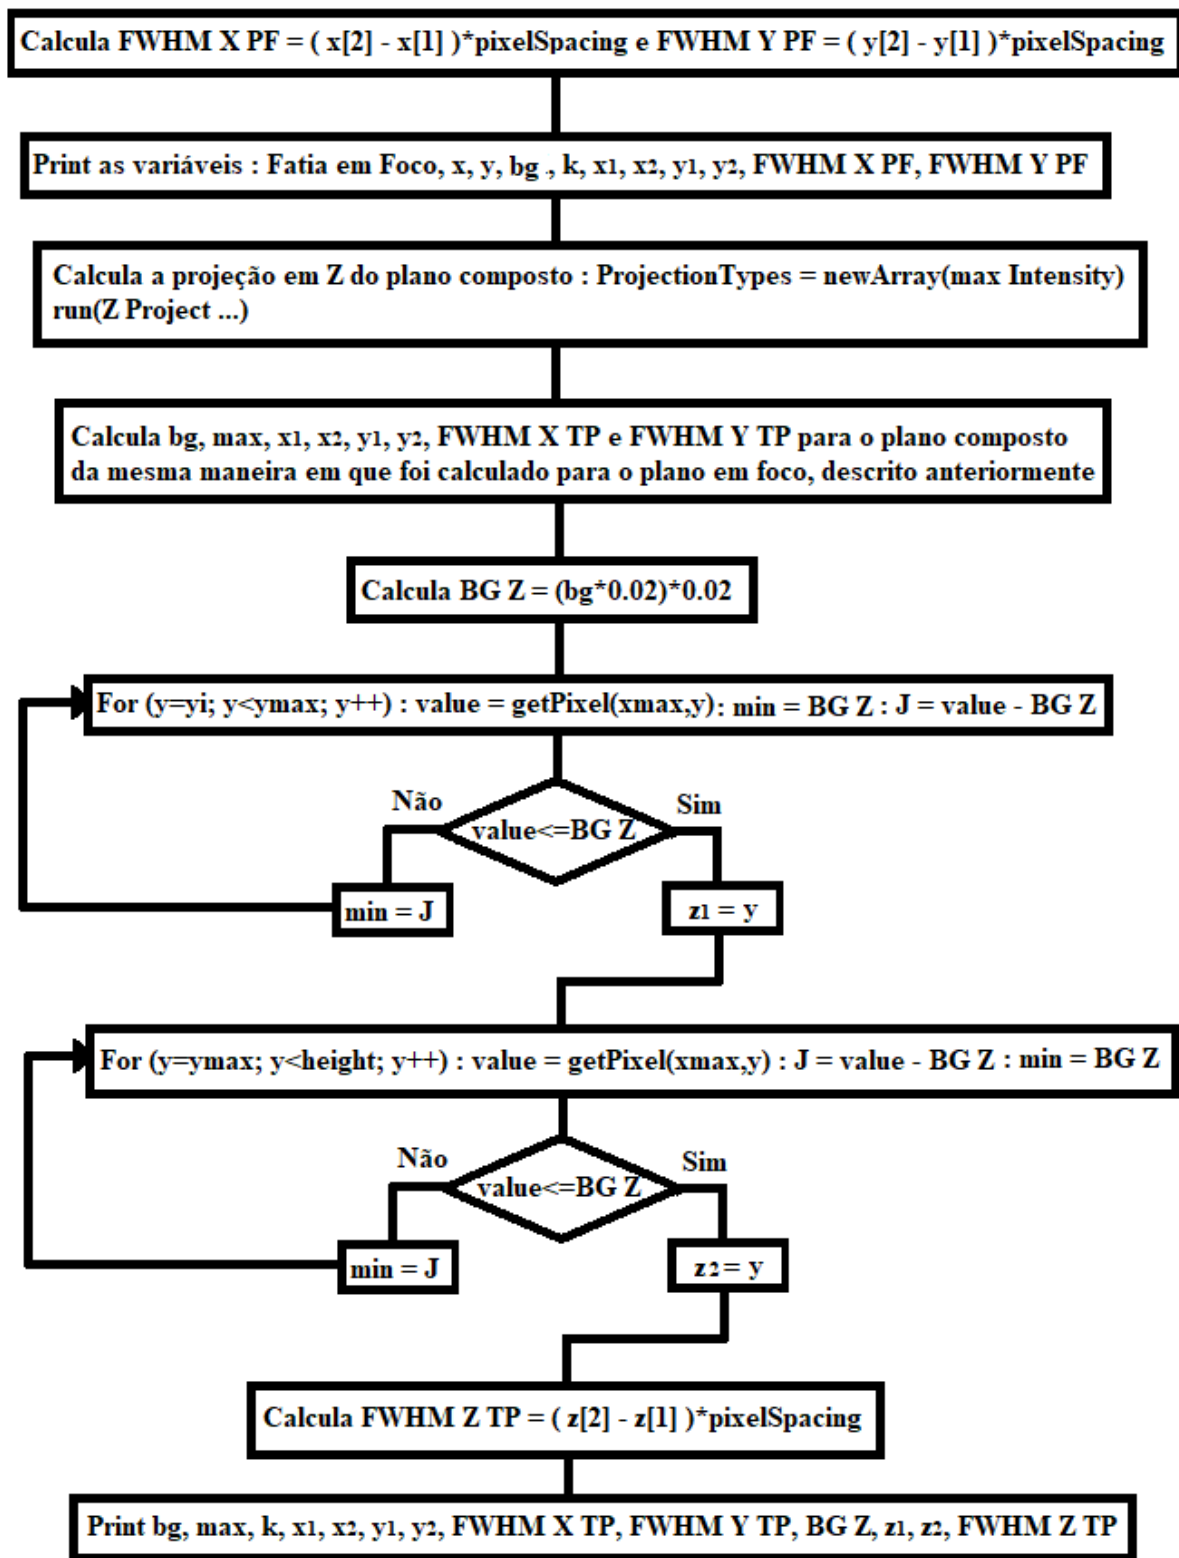 Calcula FWHM X PF = ( x[2] - x[1] )*pixelSpacing e FWHM Y PF = ( y[2] - y[1] )*pixelSpacing
Print as variáveis : Fatia em Foco, x, y, bg ., k, x1, x2, y1, y2, FWHM X PF, FWHM Y PF
Calcula a projeção em Z do plano composto : ProjectionTypes = newArray(max Intensity)
run(Z Project ...)
Calcula bg, max, x1, x2, y1, y2, FWHM X TP e FWHM Y TP para o plano composto
da mesma maneira em que foi calculado para o plano em foco, descrito anteriormente
Calcula BG Z = (bg*0.02)*0.02
For (y=yi; y<ymax; y++) : value = getPixel(xmax,y): min = BG Z : J = value - BG Z
Não
Sim
value<=BG Z
min = J
z1 = y
For (y=ymax; y<height; y++) : value = getPixel(xmax,y) : J = value - BG Z : min = BG Z
Não
Sim
value<=BG Z
min = J
z2 = y
Calcula FWHM Z TP = ( z[2] - z[1] )*pixelSpacing
Print bg, max, k, x1, x2, y1, y2, FWHM X TP, FWHM Y TP, BG Z, z1, z2, FWHM Z TP